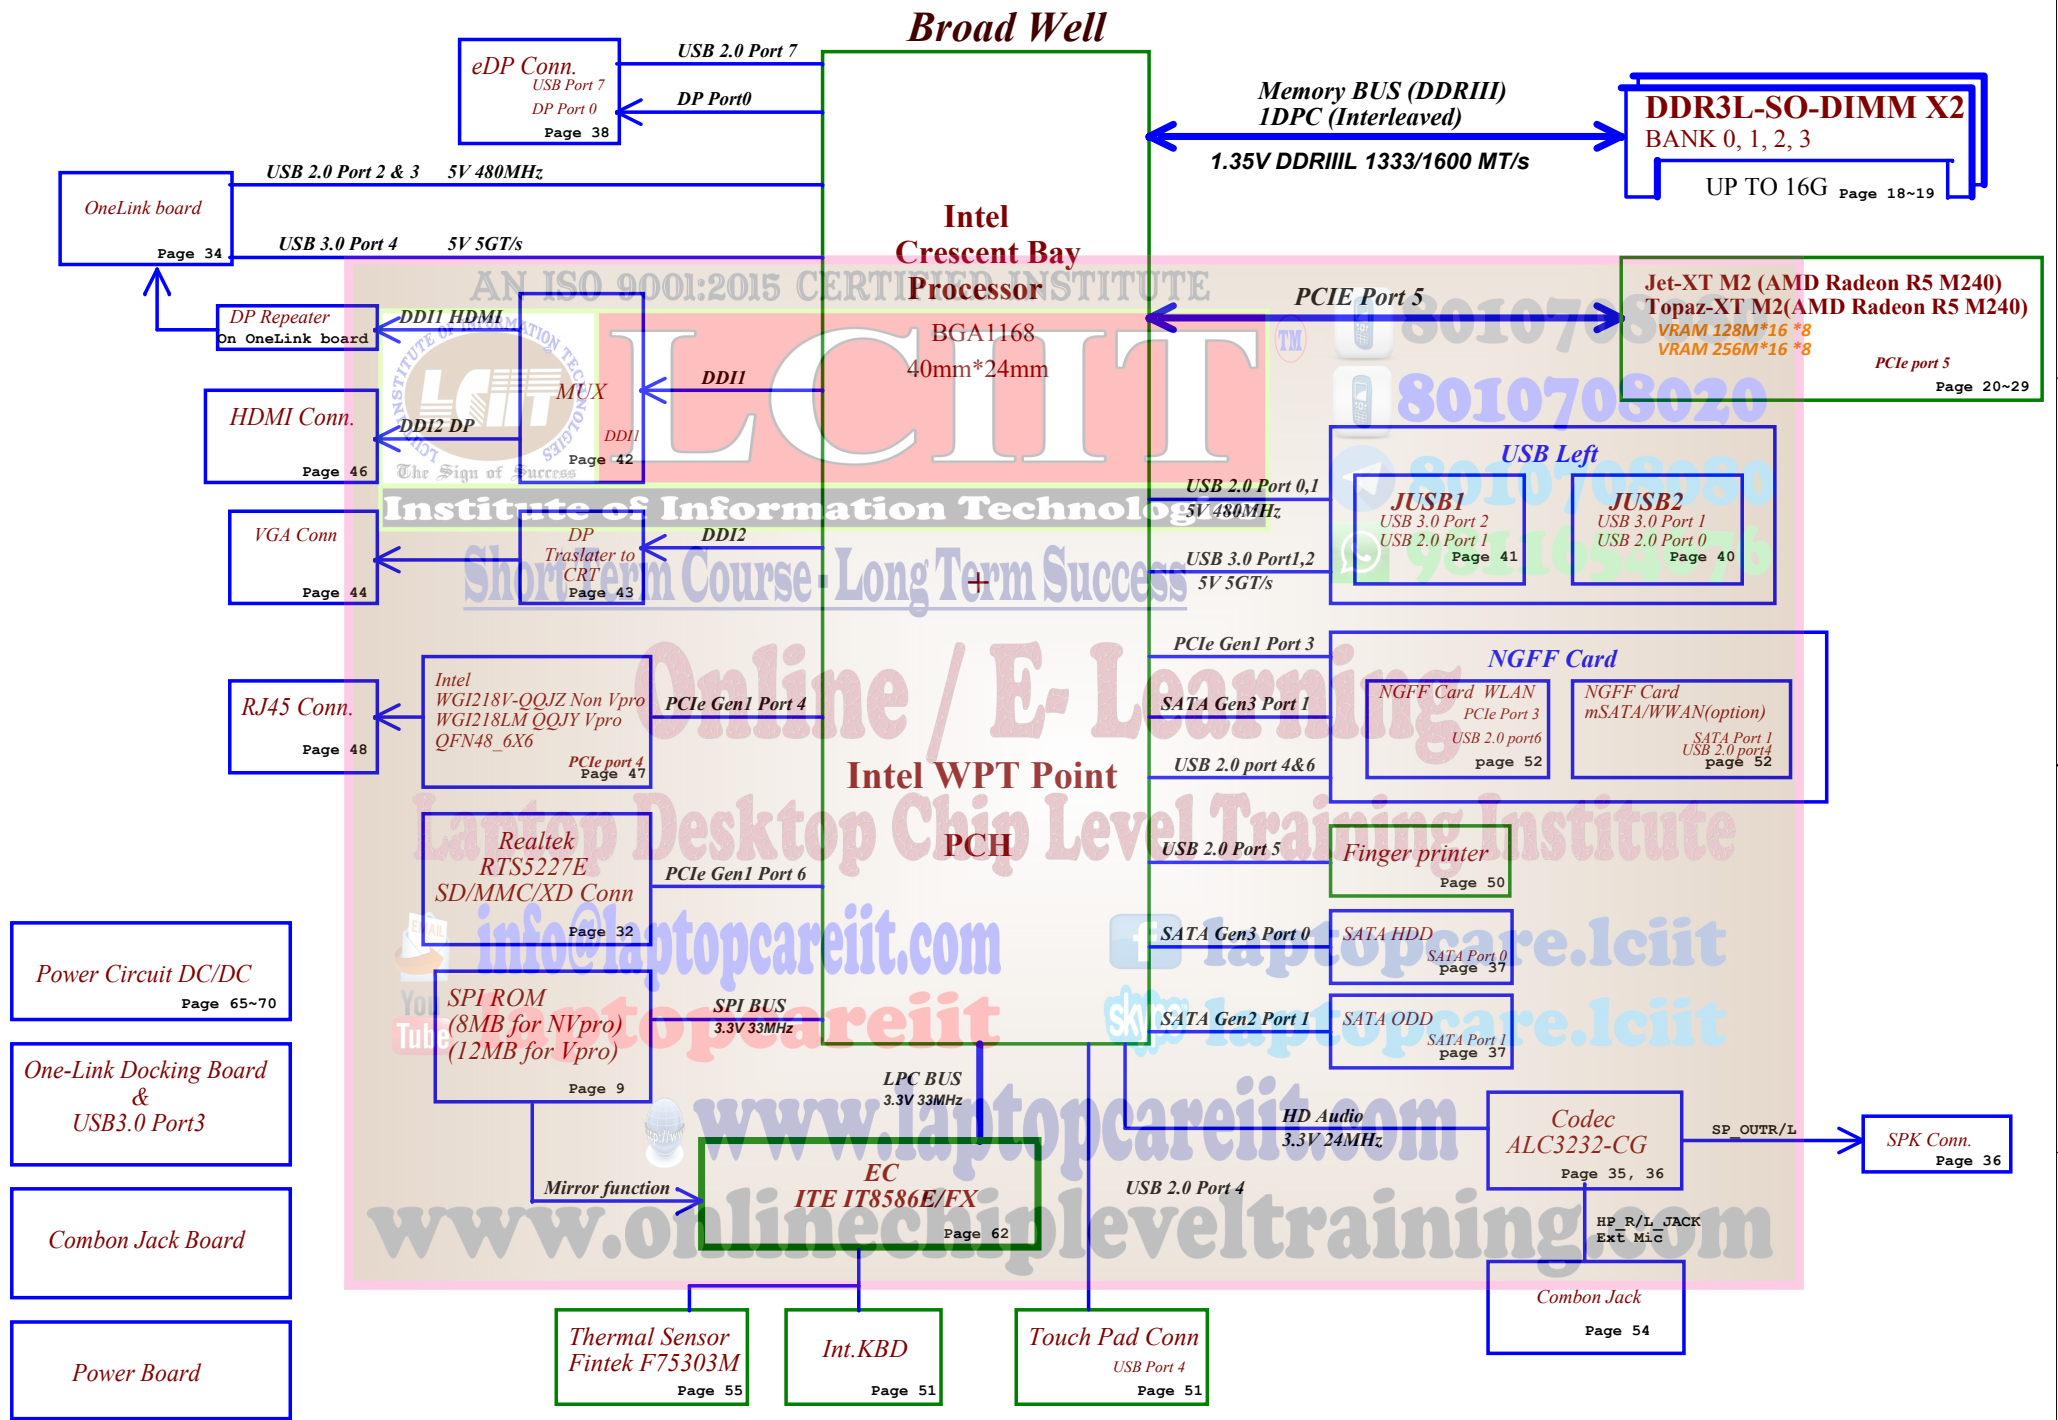 Broad Well
eDP Conn.
USB Port 7
DP Port 0
Page 38
USB 2.0 Port 7
DP Port0
Memory BUS (DDRIII)
1DPC (Interleaved)
1.35V DDRIIIL 1333/1600 MT/s
DDR3L-SO-DIMM X2
BANK 0, 1, 2, 3
UP TO 16G
Page 18~19
OneLink board
Page 34
USB 2.0 Port 2 & 3 5V 480MHz
USB 3.0 Port 4 5V 5GT/s
Intel
Crescent Bay
Processor
BGA1168
40mm*24mm
+
Intel WPT Point
PCH
AN ISO 9001:2015 CERTIFIED INSTITUTE
PCIE Port 5
Jet-XT M2 (AMD Radeon R5 M240)
Topaz-XT M2(AMD Radeon R5 M240)
VRAM 128M*16 *8
VRAM 256M*16 *8
PCIe port 5
Page 20~29
DP Repeater
On OneLink board
DDI1 HDMI
MUX
DDI1
Page 42
DDI1
HDMI Conn.
Page 46
DDI2 DP
LCIIT
LCIIT
TM
The Sign of Success
Institute of Information Technologies
8010708020
8010708080
9811654676
USB Left
JUSB1
USB 3.0 Port 2
USB 2.0 Port 1
Page 41
JUSB2
USB 3.0 Port 1
USB 2.0 Port 0
Page 40
USB 2.0 Port 0,1
5V 480MHz
USB 3.0 Port1,2
5V 5GT/s
VGA Conn
Page 44
DP
Traslater to
CRT
Page 43
DDI2
Short Term Course - Long Term Success
Online / E- Learning
PCIe Gen1 Port 3
SATA Gen3 Port 1
USB 2.0 port 4&6
NGFF Card
NGFF Card WLAN
PCIe Port 3
USB 2.0 port6
page 52
NGFF Card
mSATA/WWAN(option)
SATA Port 1
USB 2.0 port4
page 52
RJ45 Conn.
Page 48
Intel
WGI218V-QQJZ Non Vpro
WGI218LM QQJY Vpro
QFN48_6X6
PCIe port 4
Page 47
PCIe Gen1 Port 4
Laptop Desktop Chip Level Training Institute
Realtek
RTS5227E
SD/MMC/XD Conn
Page 32
PCIe Gen1 Port 6
USB 2.0 Port 5
Finger printer
Page 50
EMAIL
info@laptopcareiit.com
SATA Gen3 Port 0
SATA HDD
SATA Port 0
page 37
laptopcare.lciit
SPI ROM
(8MB for NVpro)
(12MB for Vpro)
Page 9
SPI BUS
3.3V 33MHz
You
Tube
laptopcareiit
skype
SATA Gen2 Port 1
SATA ODD
SATA Port 1
page 37
laptopcare.lciit
Power Circuit DC/DC
Page 65~70
One-Link Docking Board
&
USB3.0 Port3
Combon Jack Board
Power Board
LPC BUS
3.3V 33MHz
www.laptopcareiit.com
HD Audio
3.3V 24MHz
Codec
ALC3232-CG
Page 35, 36
SP_OUTR/L
SPK Conn.
Page 36
Mirror function
EC
ITE IT8586E/FX
Page 62
USB 2.0 Port 4
www.onlinechipleveltraining.com
HP_R/L_JACK
Ext Mic
Combon Jack
Page 54
Thermal Sensor
Fintek F75303M
Page 55
Int.KBD
Page 51
Touch Pad Conn
USB Port 4
Page 51